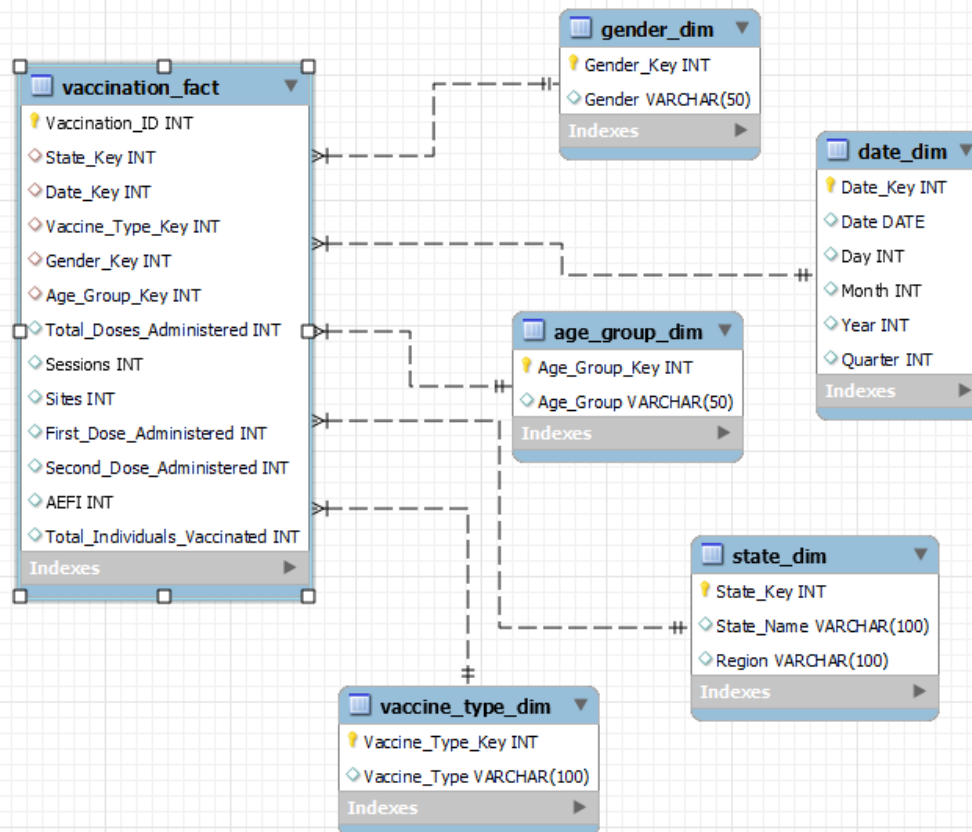 vaccination_fact
Vaccination_ID INT
State_Key INT
Date_Key INT
Vaccine_Type_Key INT
Gender_Key INT
Age_Group_Key INT
Total_Doses_Administered INT
Sessions INT
Sites INT
First_Dose_Administered INT
Second_Dose_Administered INT
AEFI INT
Total_Individuals_Vaccinated INT
Indexes
gender_dim
Gender_Key INT
Gender VARCHAR(50)
Indexes
date_dim
Date_Key INT
Date DATE
Day INT
Month INT
Year INT
Quarter INT
Indexes
age_group_dim
Age_Group_Key INT
Age_Group VARCHAR(50)
Indexes
state_dim
State_Key INT
State_Name VARCHAR(100)
Region VARCHAR(100)
Indexes
vaccine_type_dim
Vaccine_Type_Key INT
Vaccine_Type VARCHAR(100)
Indexes